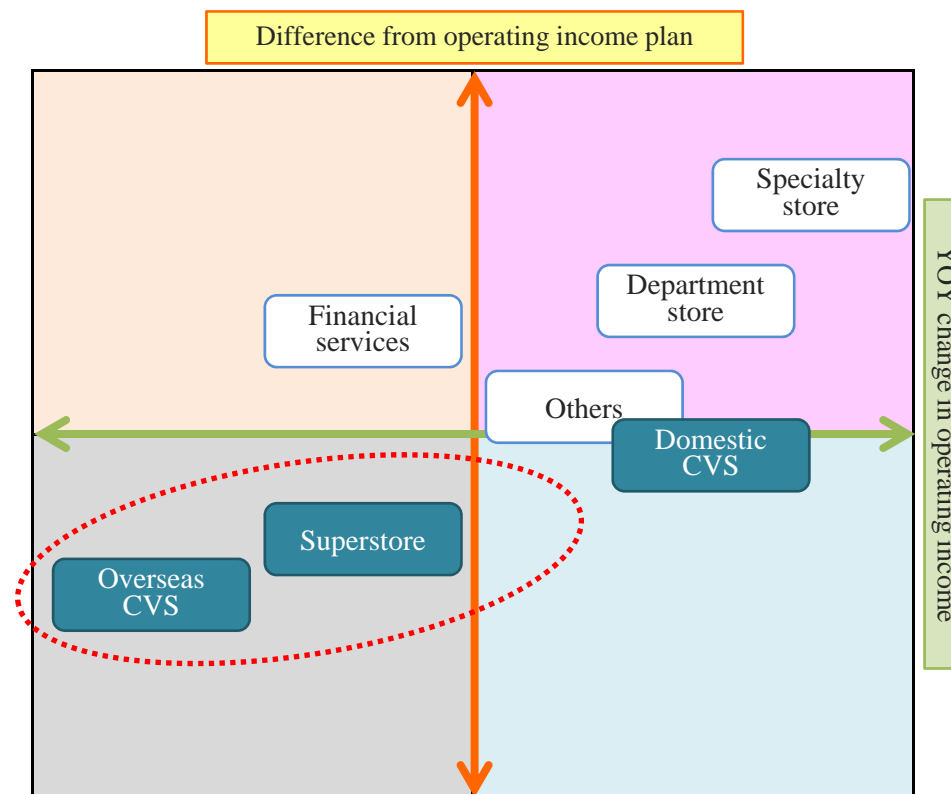 Difference from operating income plan
Specialty
store
Department
store
Financial
services
Others
Domestic
CVS
Superstore
Overseas
CVS
YOY change in operating income